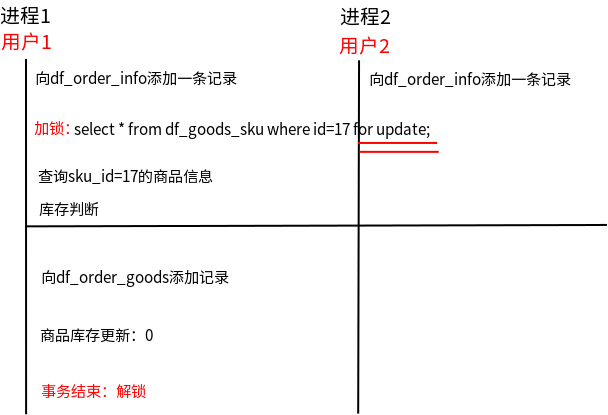 进程1
用户1
向df_order_info添加一条记录
加锁：select * from df_goods_sku where id=17 for update;
查询sku_id=17的商品信息
库存判断
向df_order_goods添加记录
商品库存更新：0
事务结束：解锁
进程2
用户2
向df_order_info添加一条记录